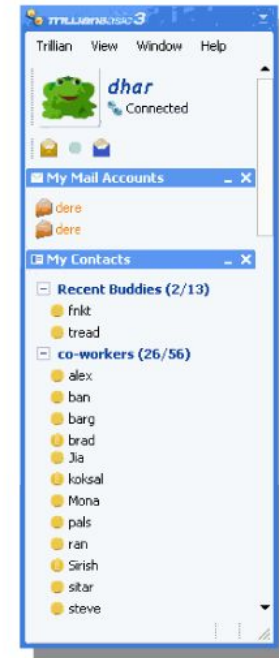 TRILLIAN BASIC 3
Trillian View Window Help
dhar
Connected
My Mail Accounts
dere
dere
My Contacts
Recent Buddies (2/13)
fnkt
tread
co-workers (26/56)
alex
ban
barg
brad
Jia
koksal
Mona
pals
ran
Sirish
sitar
steve